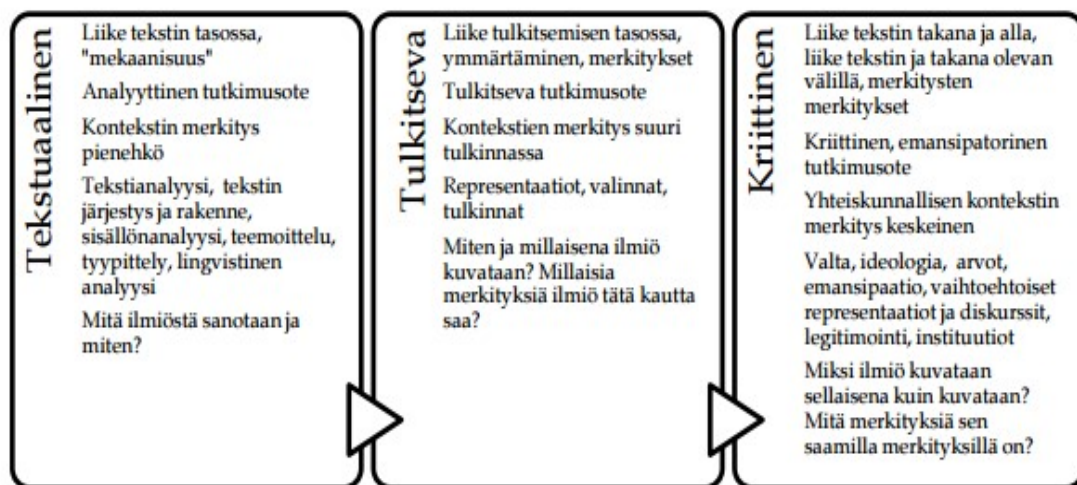 Tekstuaalinen
Liike tekstin tasossa,
"mekaanisuus"
Analyyttinen tutkimusote
Kontekstin merkitys
pienehkö
Tekstianalyysi, tekstin
järjestys ja rakenne,
sisällönanalyysi, teemoittelu,
tyypittely, lingvistinen
analyysi
Mitä ilmiöstä sanotaan ja
miten?
Tulkitseva
Liike tulkitsemisen tasossa,
ymmärtäminen, merkitykset
Tulkitseva tutkimusote
Kontekstien merkitys suuri
tulkinnassa
Representaatiot, valinnat,
tulkinnat
Miten ja millaisena ilmiö
kuvataan? Millaisia
merkityksiä ilmiö tätä kautta
saa?
Kriittinen
Liike tekstin takana ja alla,
liike tekstin ja takana olevan
välillä, merkitysten
merkitykset
Kriittinen, emansipatorinen
tutkimusote
Yhteiskunnallisen kontekstin
merkitys keskeinen
Valta, ideologia, arvot,
emansipaatio, vaihtoehtoiset
representaatiot ja diskurssit,
legitimointi, instituutiot
Miksi ilmiö kuvataan
sellaisena kuin kuvataan?
Mitä merkityksiä sen
saamilla merkityksillä on?